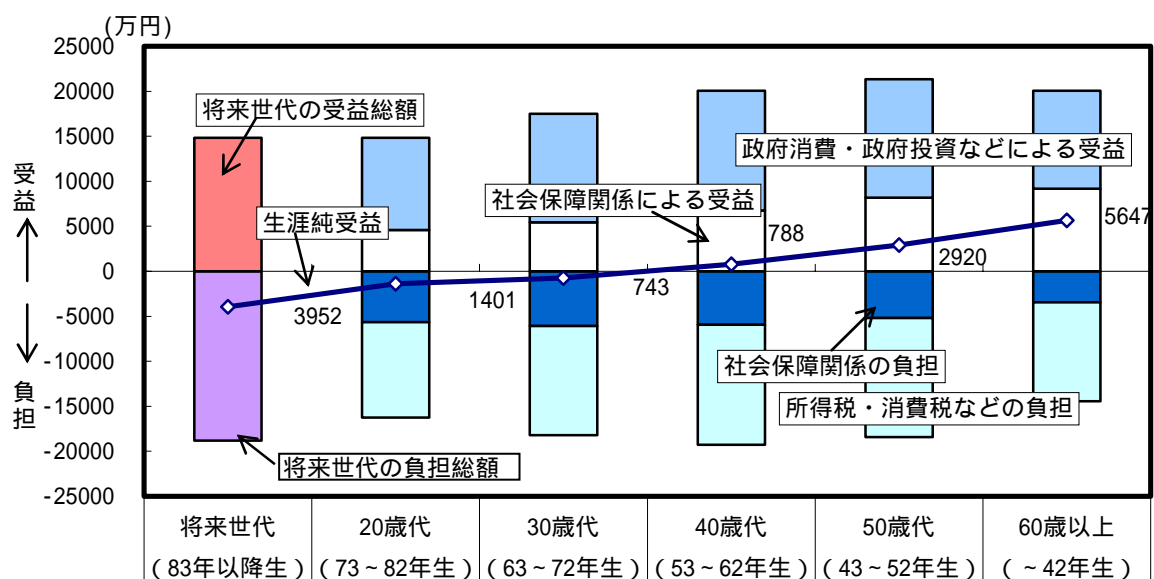 (万円)
25000
20000
15000
10000
5000
0
-5000
-10000
-15000
-20000
-25000
受益
負担
将来世代の受益総額
生涯純受益
社会保障関係による受益
政府消費・政府投資などによる受益
3952
1401
743
788
2920
5647
社会保障関係の負担
所得税・消費税などの負担
将来世代の負担総額
将来世代 20歳代 30歳代 40歳代 50歳代 60歳以上
(83年以降生) (73~82年生) (63~72年生) (53~62年生) (43~52年生) (~42年生)